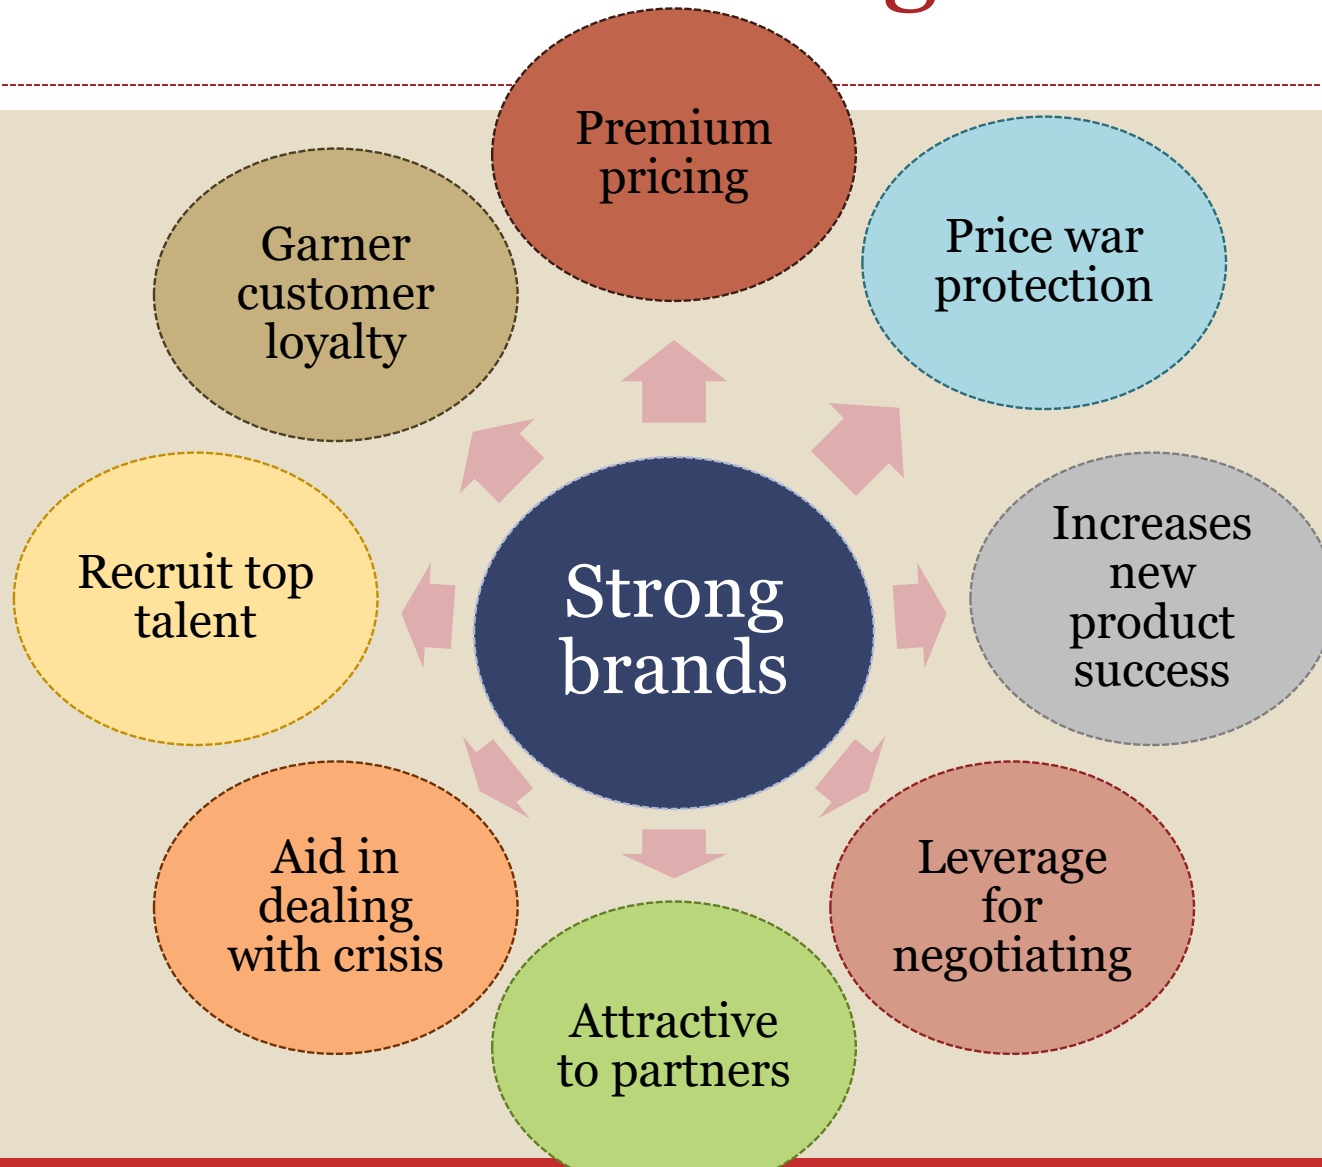 Premium
pricing
Price war
protection
Increases
new
product
success
Leverage
for
negotiating
Attractive
to partners
Aid in
dealing
with crisis
Recruit top
talent
Garner
customer
loyalty
Strong
brands